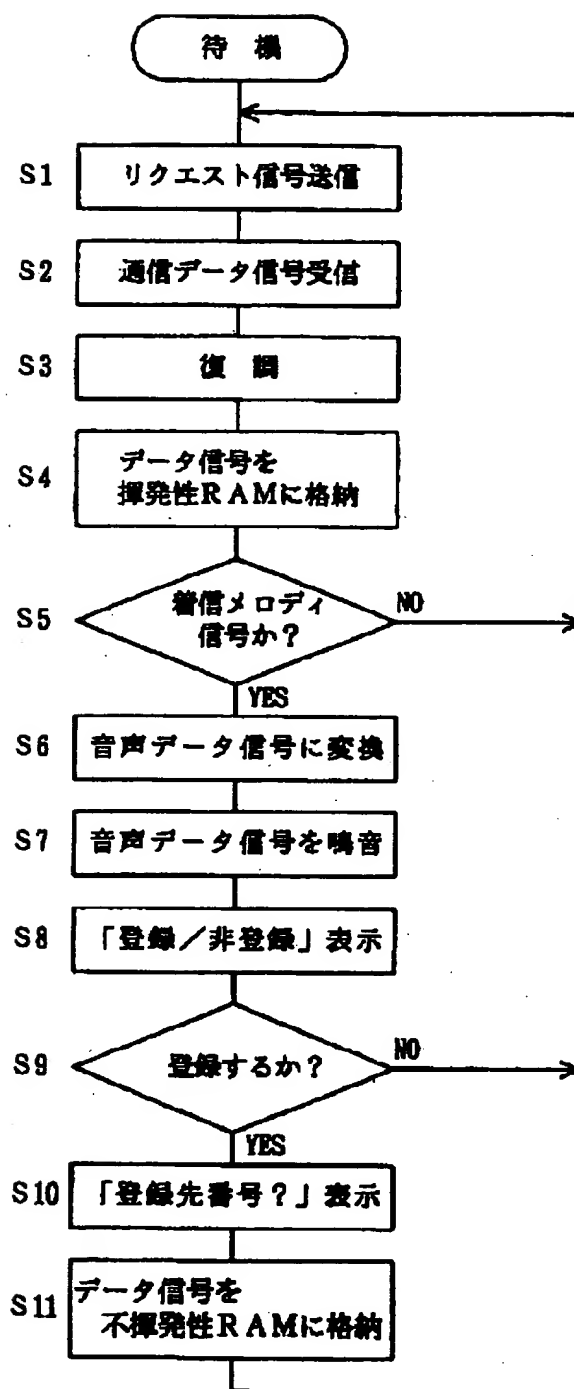 待 機
S1 リクエスト信号送信
S2 通信データ信号受信
S3 復 調
S4 データ信号を
揮発性RAMに格納
S5 着信メロディ
信号か?
NO
YES
S6 音声データ信号に変換
S7 音声データ信号を鳴音
S8 「登録/非登録」表示
S9 登録するか?
NO
YES
S10 「登録先番号?」表示
S11 データ信号を
不揮発性RAMに格納